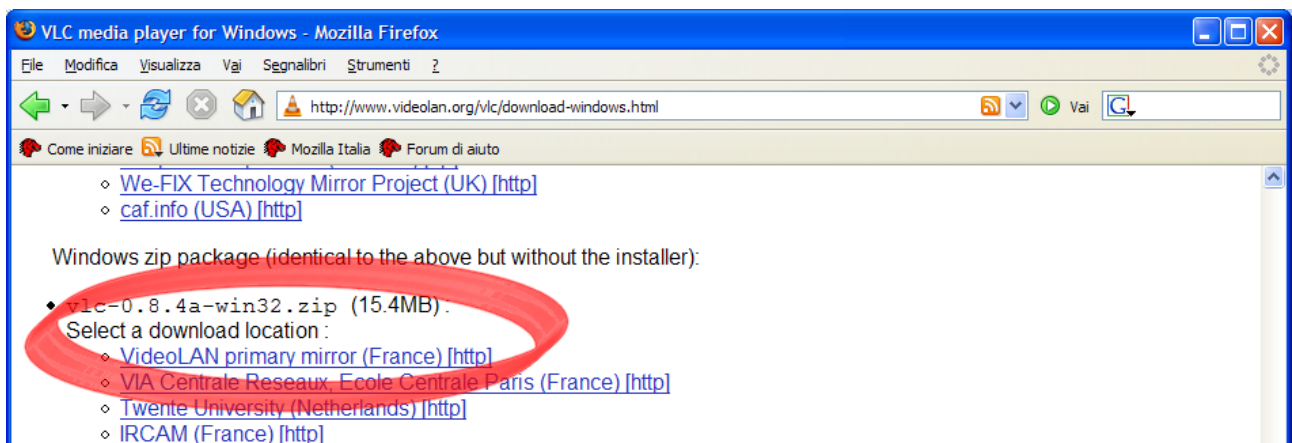 VLC media player for Windows - Mozilla Firefox
File Modifica Visualizza Vai Segnalibri Strumenti ?
http://www.videolan.org/vlc/download-windows.html Vai G
Come iniziare Ultime notizie Mozilla Italia Forum di aiuto
We-FIX Technology Mirror Project (UK) [http]
caf.info (USA) [http]
Windows zip package (identical to the above but without the installer):
vlc-0.8.4a-win32.zip (15.4MB) :
Select a download location :
VideoLAN primary mirror (France) [http]
VIA Centrale Reseaux, Ecole Centrale Paris (France) [http]
Twente University (Netherlands) [http]
IRCAM (France) [http]